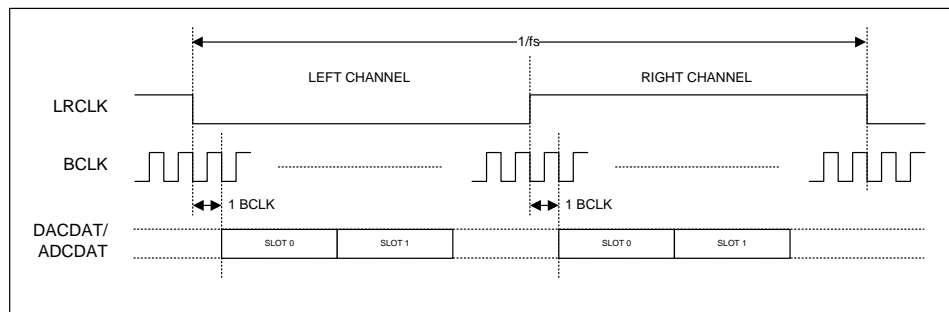 1/fs
LEFT CHANNEL RIGHT CHANNEL
LRCLK
BCLK
1 BCLK 1 BCLK
DACDAT/
ADCDAT
SLOT 0 SLOT 1 SLOT 0 SLOT 1